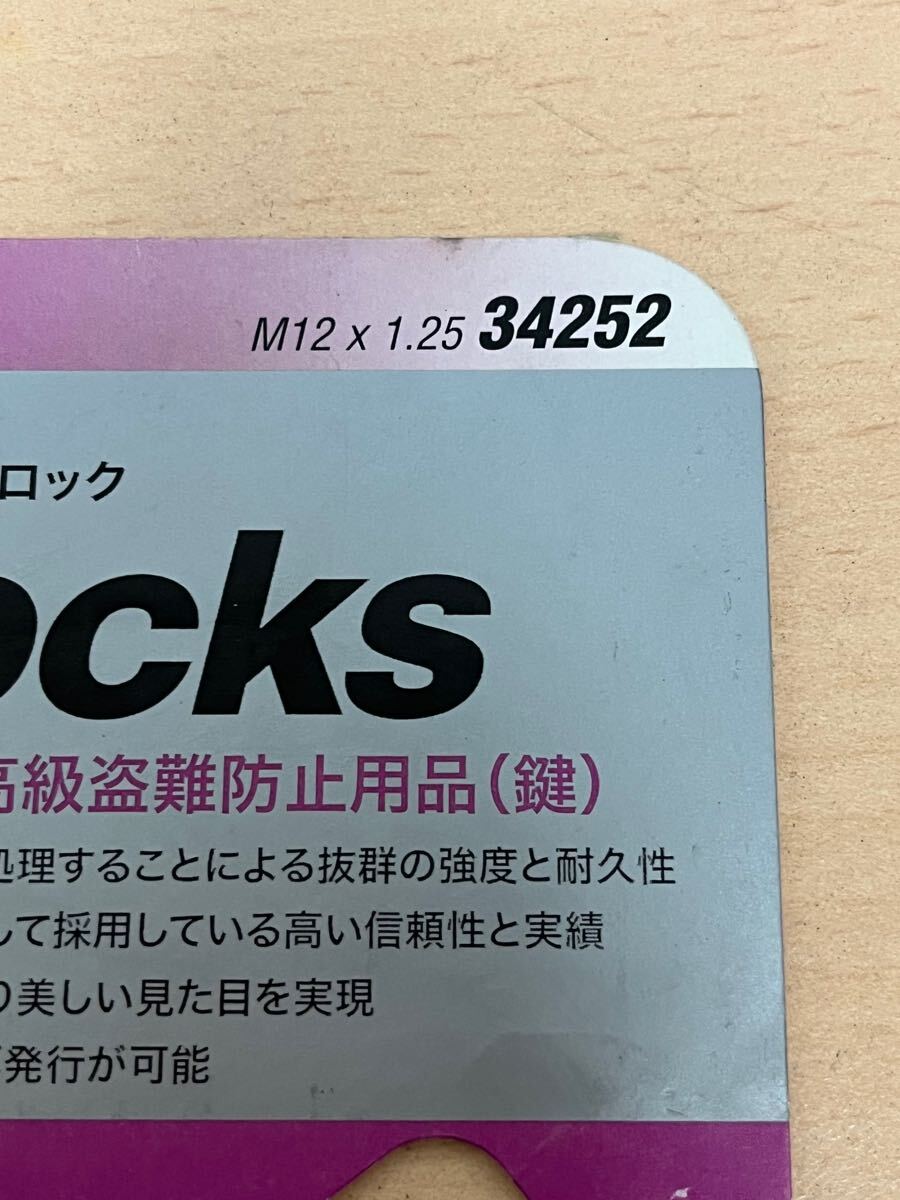 M12 x 1.25 34252
ロック
ocks
高級盗難防止用品(鍵)
処理することによる抜群の強度と耐久性
して採用している高い信頼性と実績
り美しい見た目を実現
発行が可能